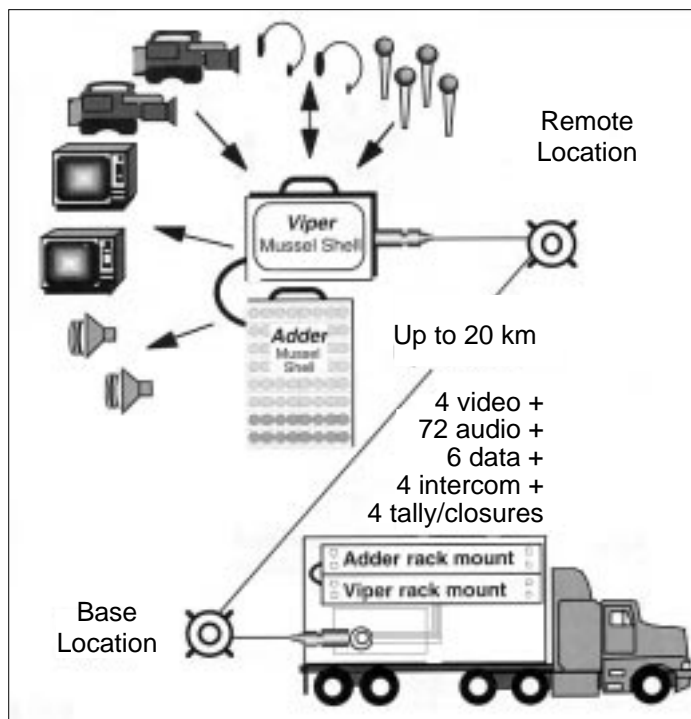 Remote
Location
Viper
Mussel Shell
Adder
Mussel
Shell
Up to 20 km
4 video +
72 audio +
6 data +
4 intercom +
4 tally/closures
Adder rack mount
Viper rack mount
Base
Location